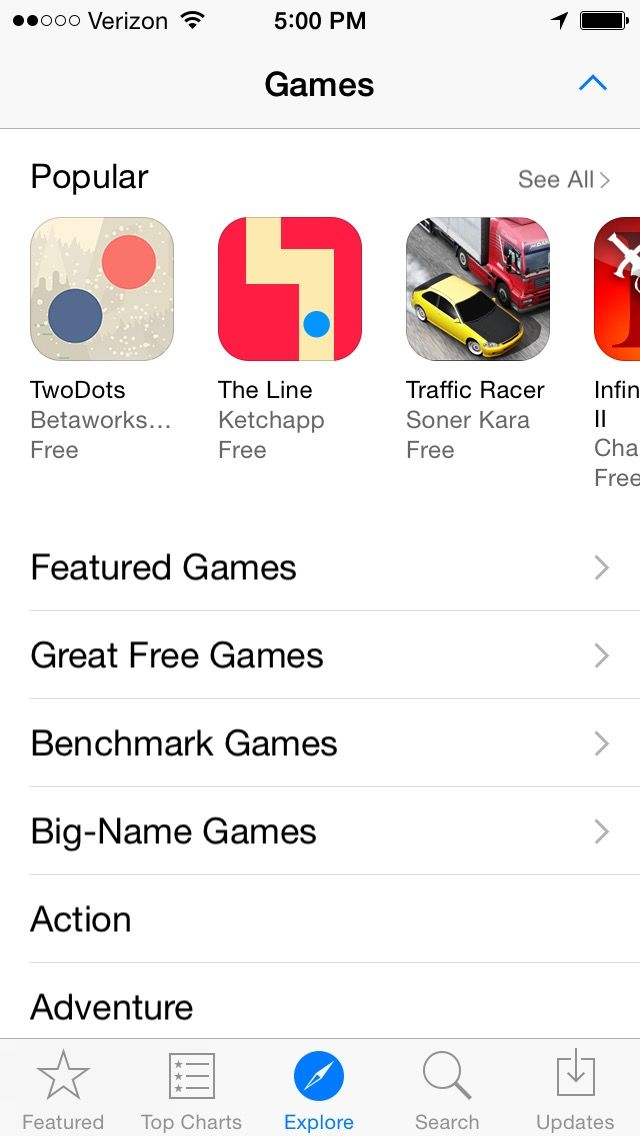 Verizon 5:00 PM
Games
Popular See All
TwoDots
Betaworks...
Free
The Line
Ketchapp
Free
Traffic Racer
Soner Kara
Free
Infin
II
Cha
Free
Featured Games
Great Free Games
Benchmark Games
Big-Name Games
Action
Adventure
Featured Top Charts Explore Search Updates